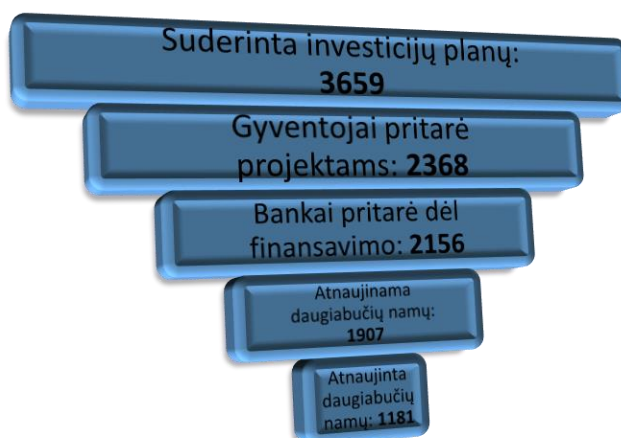 Suderinta investicijų planų:
3659
Gyventojai pritarė
projektams: 2368
Bankai pritarė dėl
finansavimo: 2156
Atnaujinama
daugiabučių namų:
1907
Atnaujinta
daugiabučių
namų: 1181